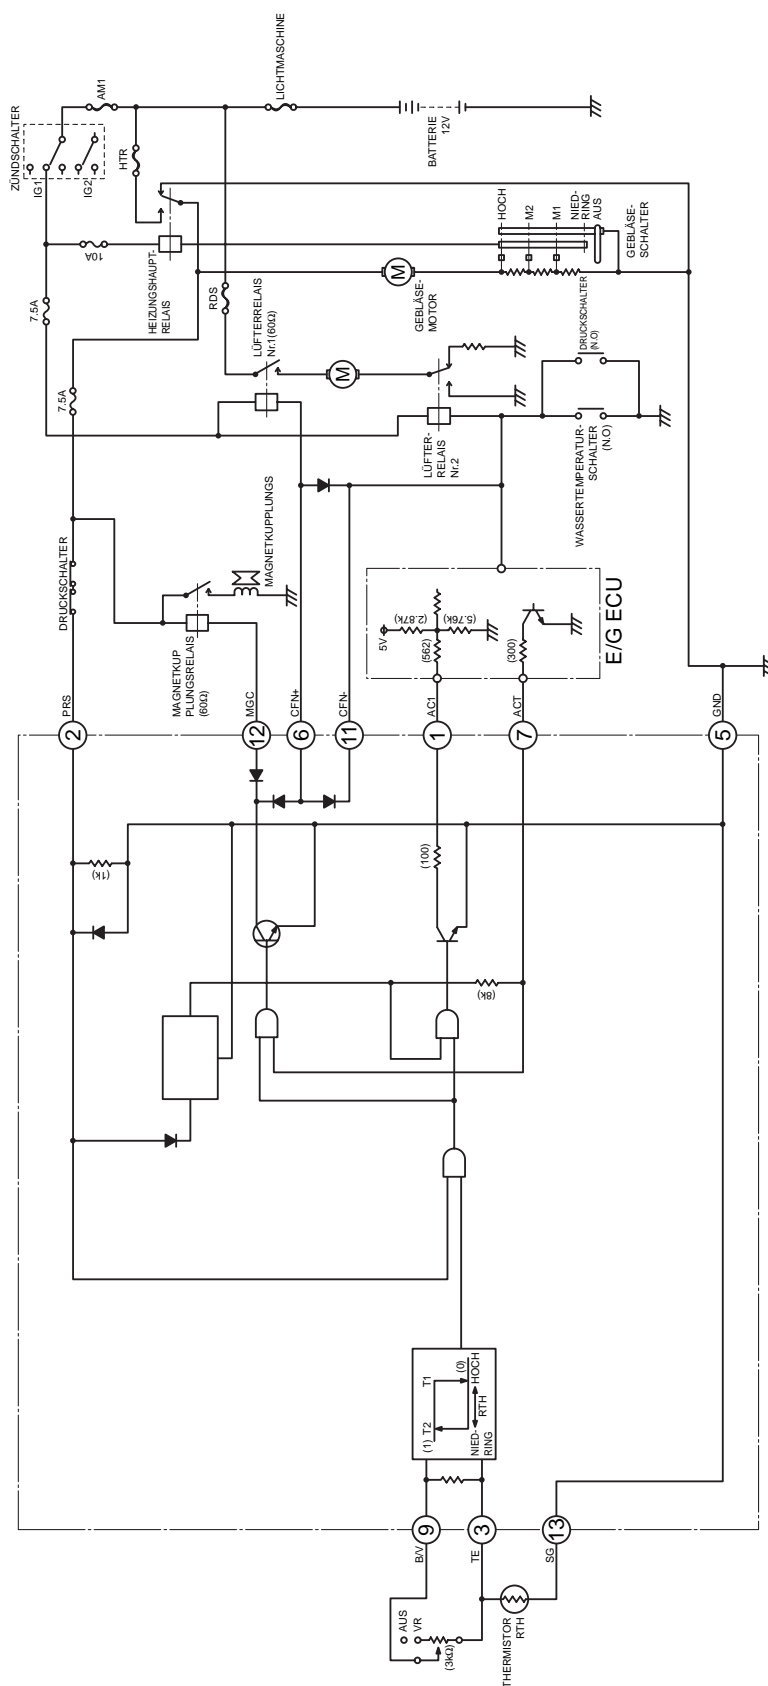 ZÜNDSCHALTER
IG1
IG2
AM1
HTR
LICHTMASCHINE
BATTERIE
12V
10A
7.5A
HEIZUNGSHAUPT-
RELAIS
RDS
M
GEBLÄSE-
MOTOR
HOCH
M2
M1
NIED-
RING
AUS
GEBLÄSE-
SCHALTER
7.5A
LÜFTERRELAIS
Nr.1(60Ω)
M
LÜFTER-
RELAIS
Nr.2
DRUCKSCHALTER
(N.O)
WASSERTEMPERATUR-
SCHALTER
(N.O)
DRUCKSCHALTER
MAGNETKUPPLUNGS
MAGNETKUP
PLUNGSRELAIS
(60Ω)
5V
(2.87k)
(562)
(5.76k)
(300)
E/G ECU
PRS
MGC
CFN+
CFN-
AC1
ACT
GND
2
12
6
11
1
7
5
(1k)
(100)
(8k)
(1) T2
T1
(0)
NIED-
RING
RTH
HOCH
9
3
13
B/V
TE
SG
AUS
VR
(3kΩ)
THERMISTOR
RTH